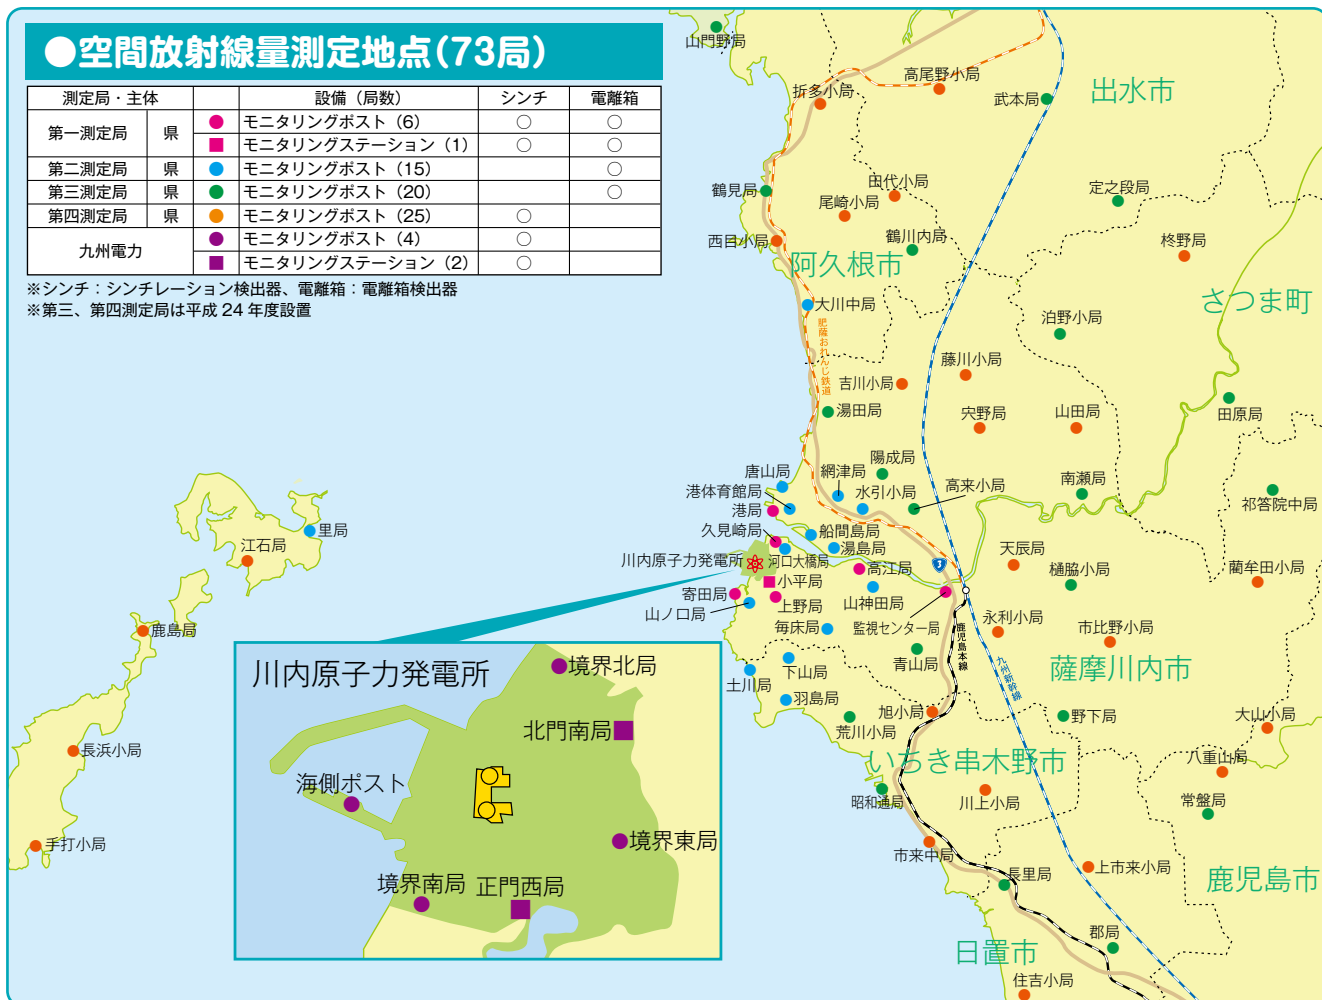 ●空間放射線量測定地点（73局）
測定局・主体 設備（局数） シンチ 電離箱
第一測定局 県 モニタリングポスト（6） ○ ○
モニタリングステーション（1） ○ ○
第二測定局 県 モニタリングポスト（15） ○
第三測定局 県 モニタリングポスト（20） ○
第四測定局 県 モニタリングポスト（25） ○
九州電力 モニタリングポスト（4） ○
モニタリングステーション（2） ○
※シンチ：シンチレーション検出器、電離箱：電離箱検出器
※第三、第四測定局は平成 24 年度設置
山門野局
高尾野小局
折多小局
武本局
出水市
鶴見局
田代小局
尾崎小局
定之段局
西目小局
鶴川内局
柊野局
阿久根市
さつま町
大川中局
肥薩おれんじ鉄道
泊野小局
藤川小局
吉川小局
湯田局
穴野局
山田局
田原局
陽成局
唐山局
網津局
港体育館局
水引小局
高来小局
南瀬局
祁答院中局
港局
久見崎局
船間島局
湯島局
里局
江石局
川内原子力発電所
河口大橋局
高江局
3
天辰局
樋脇小局
藺牟田小局
小平局
寄田局
上野局
山神田局
山ノ口局
毎床局
監視センター局
鹿児島本線
永利小局
市比野小局
鹿島局
青山局
九州新幹線
薩摩川内市
下山局
土川局
羽島局
荒川小局
旭小局
野下局
大山小局
長浜小局
いちき串木野市
八重山局
昭和通局
川上小局
常盤局
手打小局
市来中局
長里局
上市来小局
鹿児島市
郡局
日置市
住吉小局
川内原子力発電所
境界北局
北門南局
海側ポスト
境界東局
境界南局
正門西局